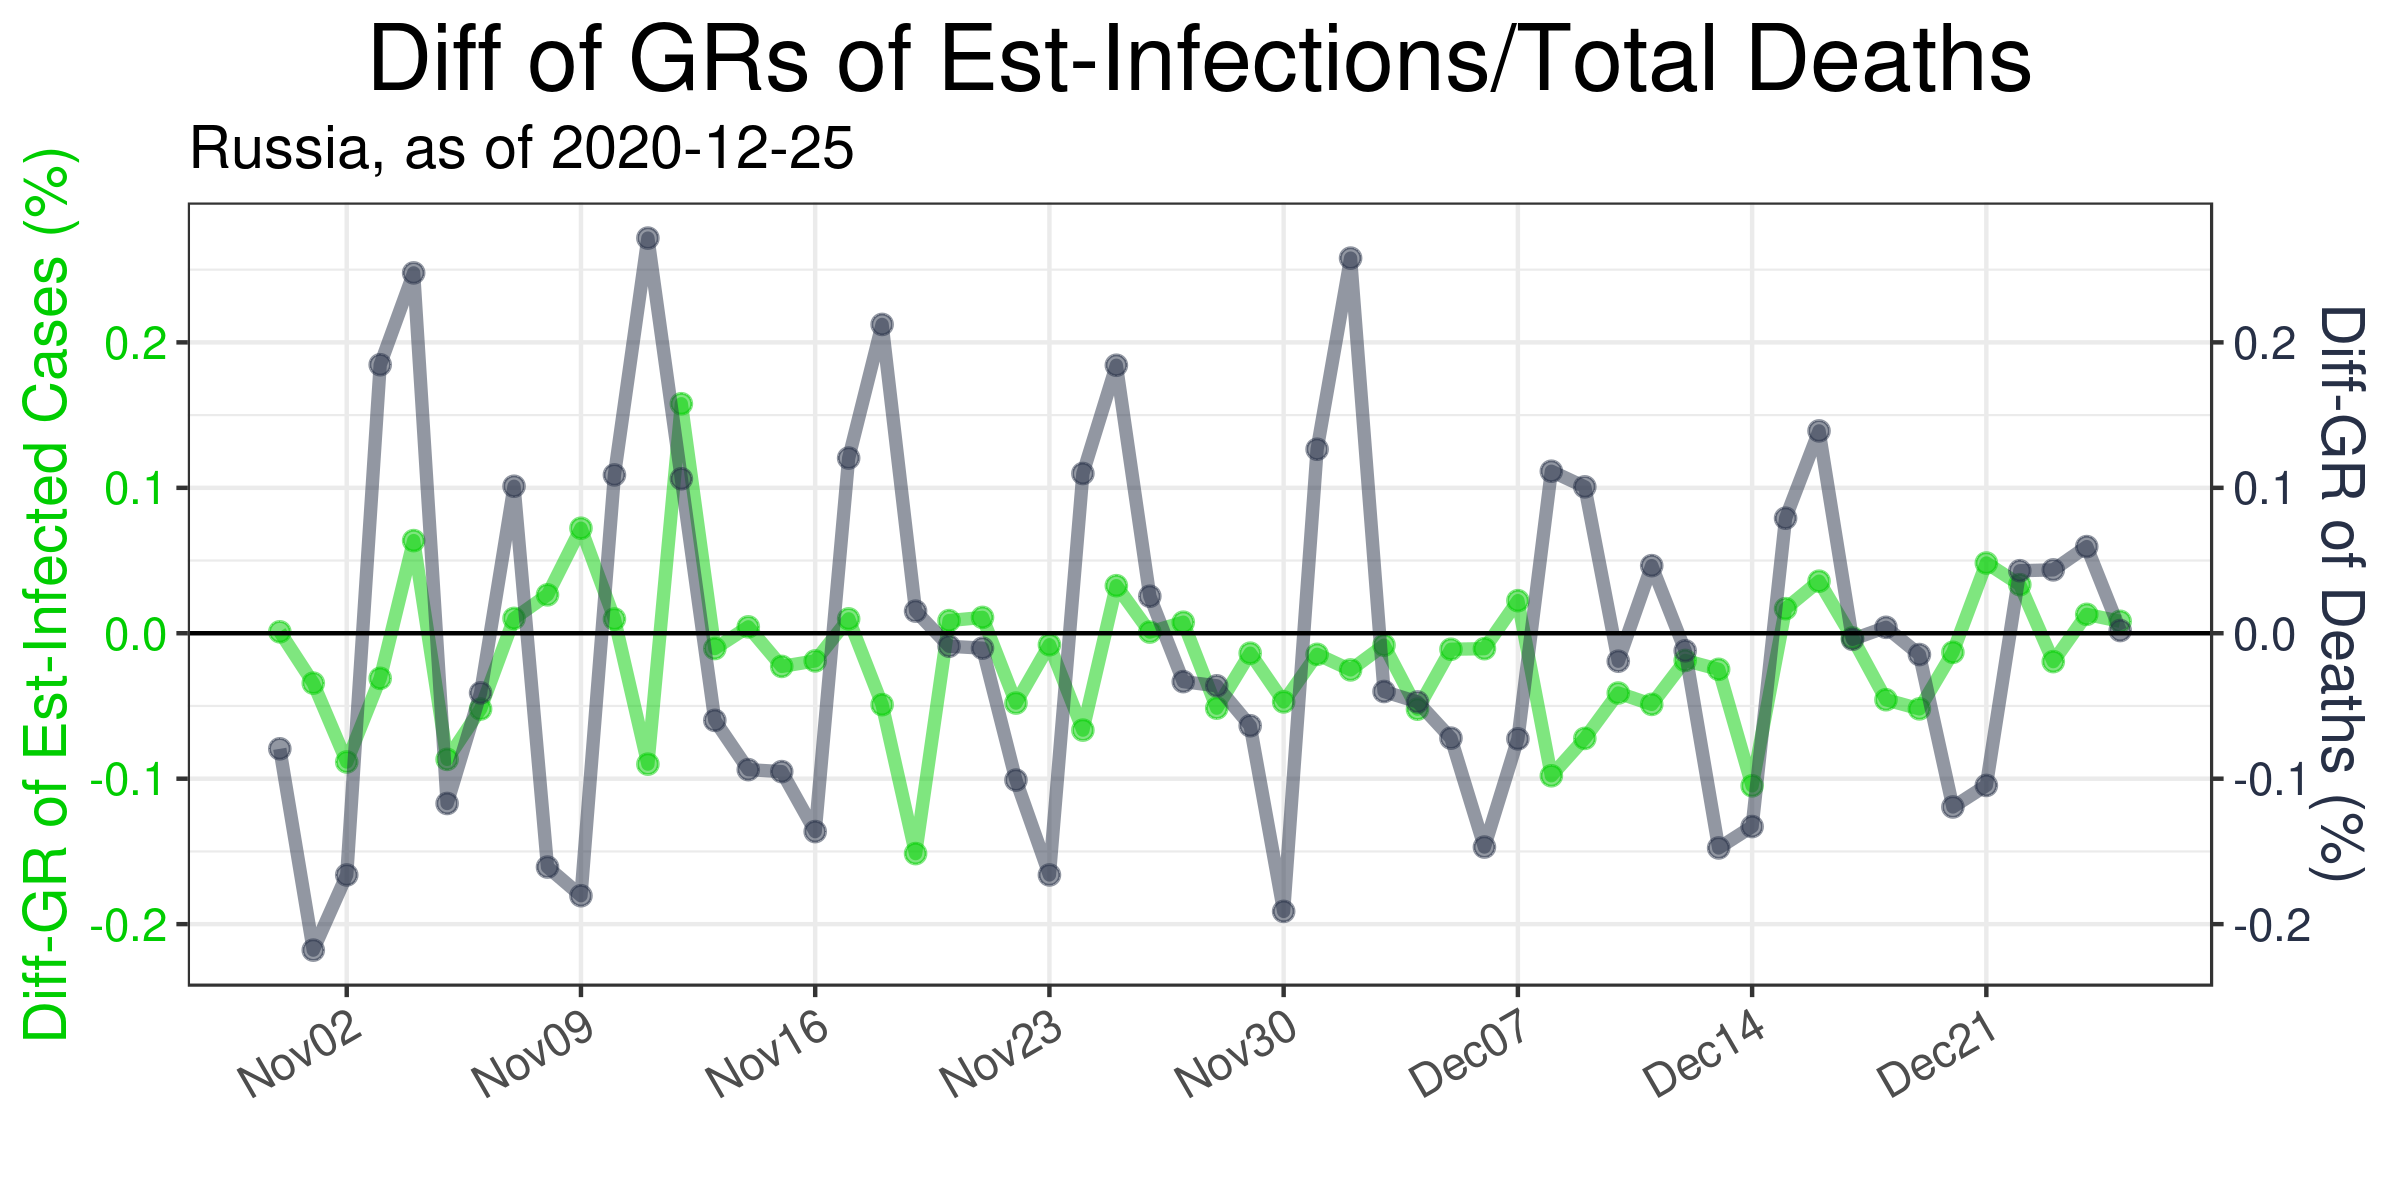 Diff of GRs of Est-Infections/Total Deaths
Russia, as of 2020-12-25
Diff-GR of Est-Infected Cases (%)
0.2
0.1
0.0
-0.1
-0.2
0.2
0.1
0.0
-0.1
-0.2
Diff-GR of Deaths (%)
Nov02
Nov09
Nov16
Nov23
Nov30
Dec07
Dec14
Dec21